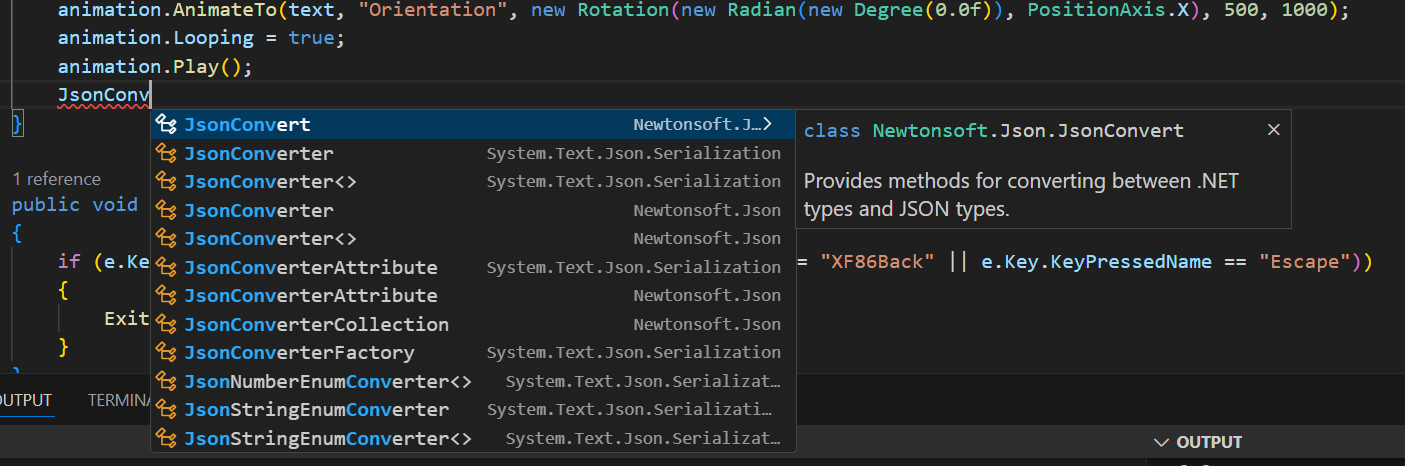 animation.AnimateTo(text, "Orientation", new Rotation(new Radian(new Degree(0.0f)), PositionAxis.X), 500, 1000);
animation.Looping = true;
animation.Play();
JsonConv
}
JsonConvert Newtonsoft.J…>
class Newtonsoft.Json.JsonConvert
Provides methods for converting between .NET
types and JSON types.
JsonConverter System.Text.Json.Serialization
JsonConverter<> System.Text.Json.Serialization
JsonConverter Newtonsoft.Json
JsonConverter<> Newtonsoft.Json
JsonConverterAttribute System.Text.Json.Serialization
JsonConverterAttribute Newtonsoft.Json
JsonConverterCollection Newtonsoft.Json
JsonConverterFactory System.Text.Json.Serialization
JsonNumberEnumConverter<> System.Text.Json.Serializat…
JsonStringEnumConverter System.Text.Json.Serializati…
JsonStringEnumConverter<> System.Text.Json.Serializat…
1 reference
public void
{
if (e.Ke = "XF86Back" || e.Key.KeyPressedName == "Escape"))
{
Exit
}
}
OUTPUT TERMINA
OUTPUT